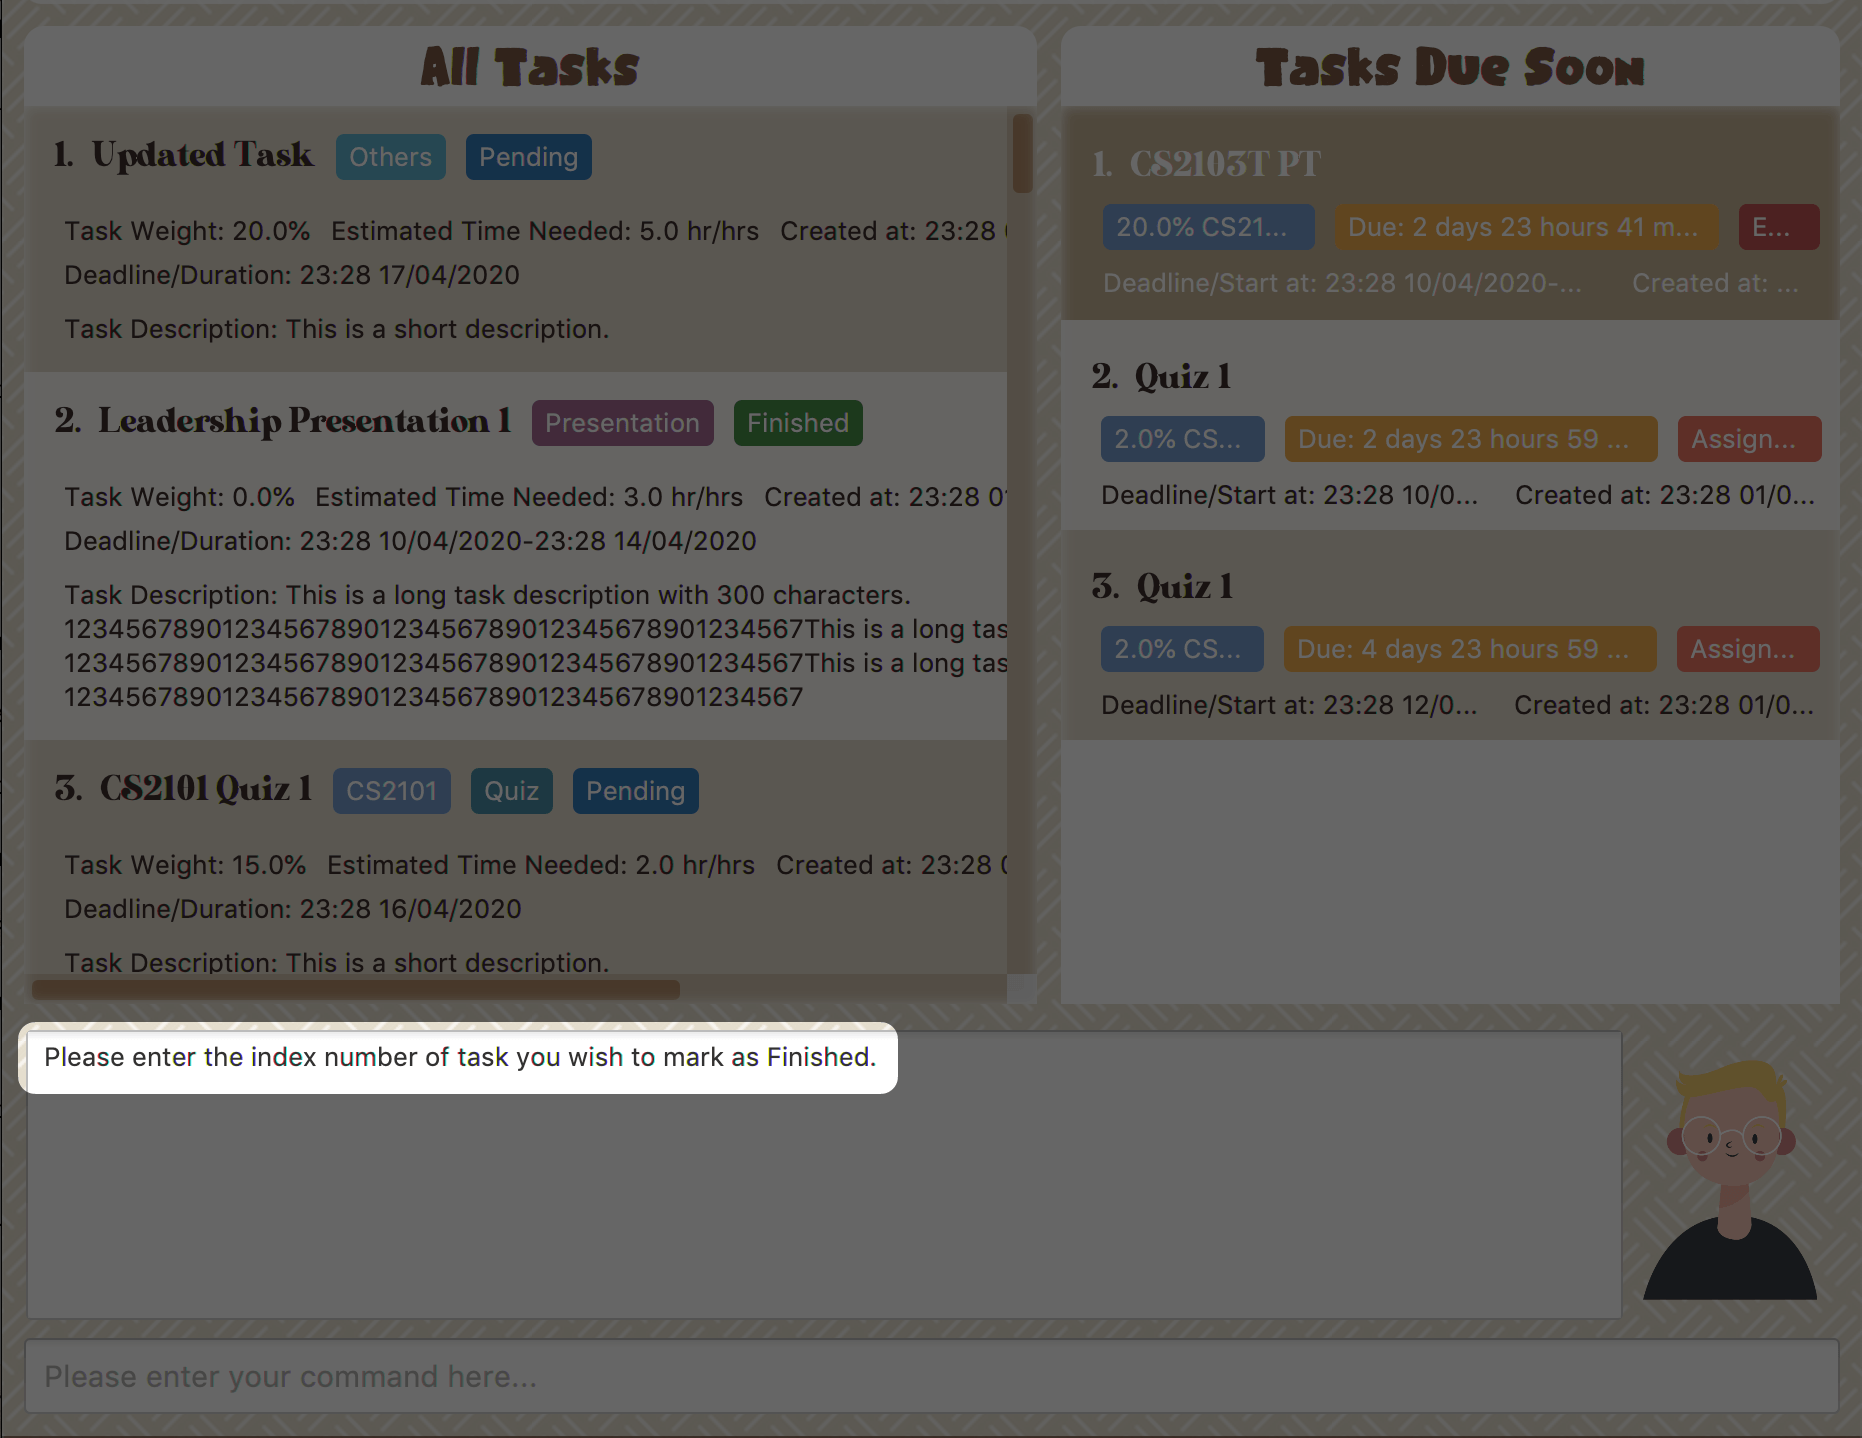 All Tasks
1. Updated Task Others Pending
Task Weight: 20.0% Estimated Time Needed: 5.0 hr/hrs Created at: 23:28
Deadline/Duration: 23:28 17/04/2020
Task Description: This is a short description.
2. Leadership Presentation 1 Presentation Finished
Task Weight: 0.0% Estimated Time Needed: 3.0 hr/hrs Created at: 23:28 01
Deadline/Duration: 23:28 10/04/2020-23:28 14/04/2020
Task Description: This is a long task description with 300 characters.
12345678901234567890123456789012345678901234567This is a long tas
12345678901234567890123456789012345678901234567This is a long tas
12345678901234567890123456789012345678901234567
3. CS2101 Quiz 1 CS2101 Quiz Pending
Task Weight: 15.0% Estimated Time Needed: 2.0 hr/hrs Created at: 23:28
Deadline/Duration: 23:28 16/04/2020
Task Description: This is a short description.
Tasks Due Soon
1. CS2103T PT
20.0% CS21... Due: 2 days 23 hours 41 m... E...
Deadline/Start at: 23:28 10/04/2020-... Created at: ...
2. Quiz 1
2.0% CS... Due: 2 days 23 hours 59 ... Assign...
Deadline/Start at: 23:28 10/0... Created at: 23:28 01/0...
3. Quiz 1
2.0% CS... Due: 4 days 23 hours 59 ... Assign...
Deadline/Start at: 23:28 12/0... Created at: 23:28 01/0...
Please enter the index number of task you wish to mark as Finished.
Please enter your command here...